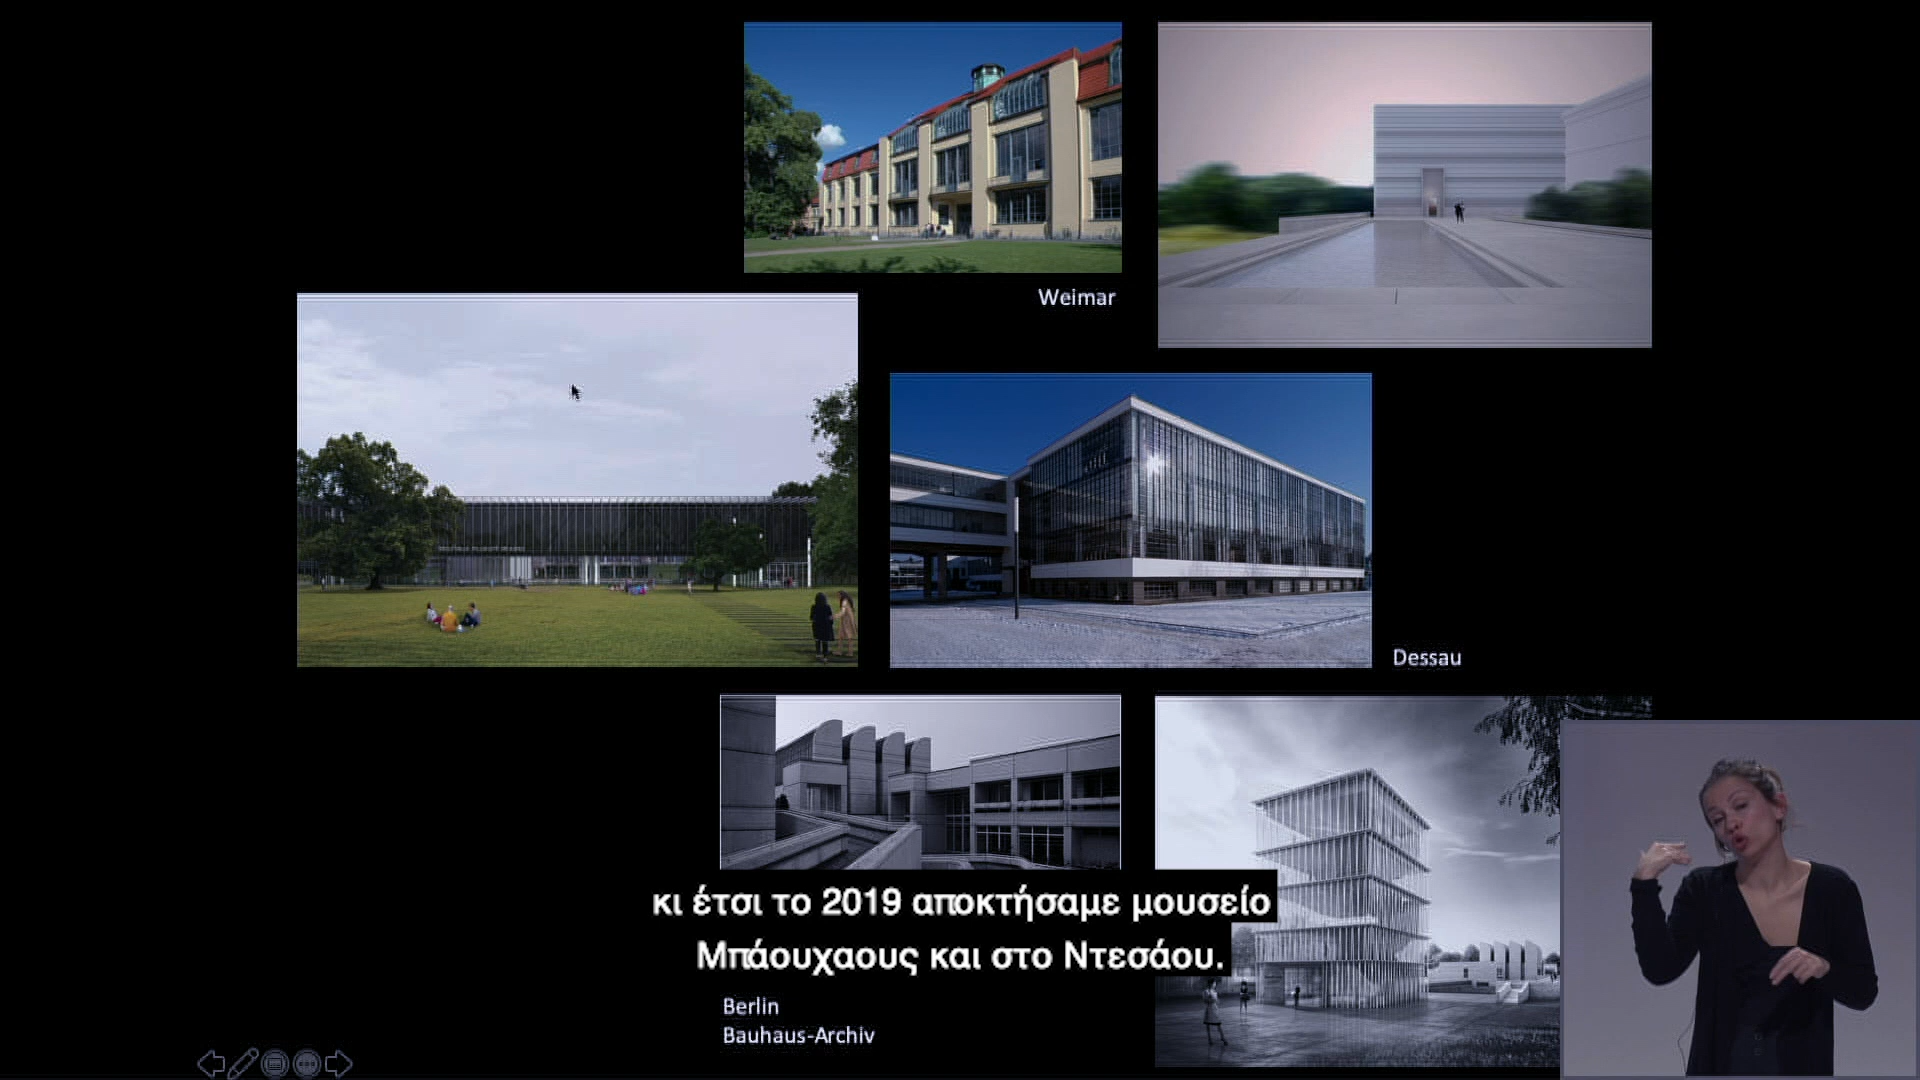 Weimar
Dessau
κι έτσι το 2019 αποκτήσαμε μουσείο
Μπάουχαους και στο Ντεσάου.
Berlin
Bauhaus-Archiv